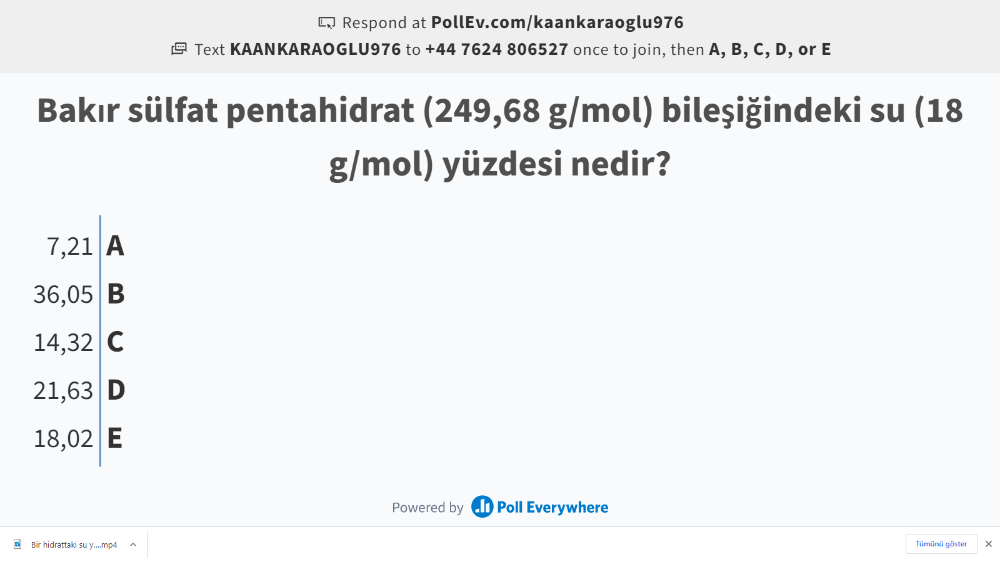 Respond at PollEv.com/kaankaraoglu976
Text KAANKARAOGLU976 to +44 7624 806527 once to join, then A, B, C, D, or E
Bakır sülfat pentahidrat (249,68 g/mol) bileşiğindeki su (18
g/mol) yüzdesi nedir?
7,21 A
36,05 B
14,32 C
21,63 D
18,02 E
Powered by Poll Everywhere
Bir hidrattaki su y....mp4
Tümünü göster